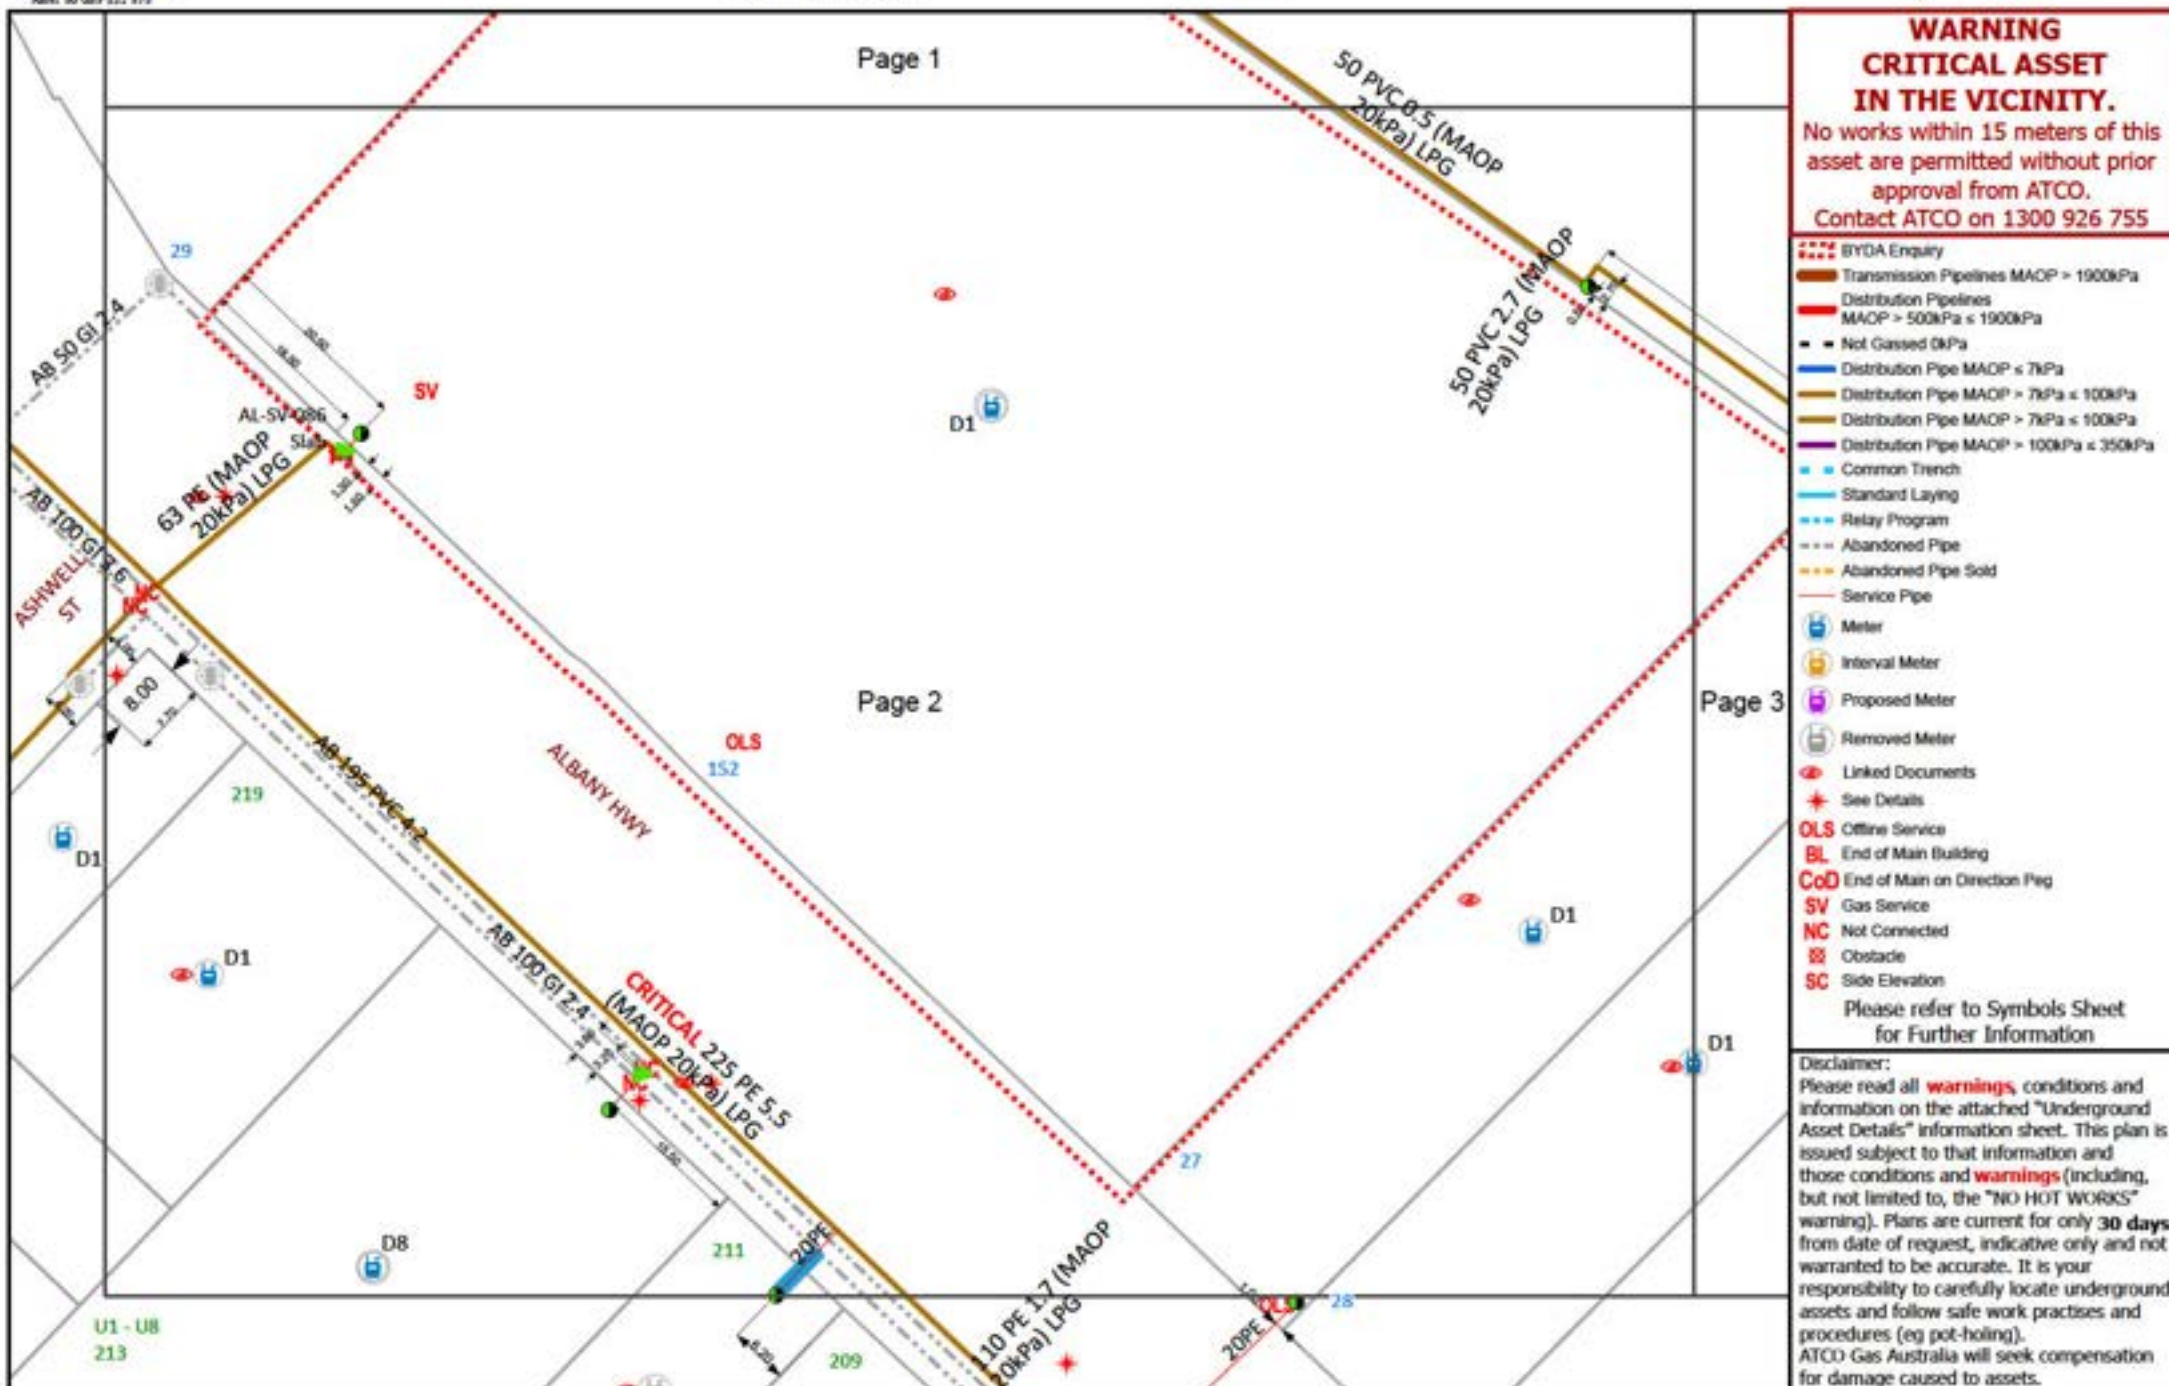 Page 1
50 PVC 0.5 (MAOP
20kPa) LPG
29
AB 50 GI 2.4
20.60
18.80
SV
AL-SV-086
63 PE (MAOP
20kPa) LPG
50 PVC 2.7 (MAOP
20kPa) LPG
D1
AB 100 GI 3.6
ASHWELL
ST
NC
NC
8.00
Page 2
Page 3
OLS
152
ALBANY HWY
219
AB 195 PVC 4.2
D1
D1
AB 100 GI 2.4
CRITICAL 225 PE 5.5
(MAOP 20kPa) LPG
D1
D1
27
D8
211
20PE
110 PE 1.7 (MAOP
20kPa) LPG
OLS
28
20PE
8.20
209
U1 - U8
213
WARNING
CRITICAL ASSET
IN THE VICINITY.
No works within 15 meters of this
asset are permitted without prior
approval from ATCO.
Contact ATCO on 1300 926 755
BYDA Enquiry
Transmission Pipelines MAOP > 1900kPa
Distribution Pipelines
MAOP > 500kPa ≤ 1900kPa
Not Gassed 0kPa
Distribution Pipe MAOP ≤ 7kPa
Distribution Pipe MAOP > 7kPa ≤ 100kPa
Distribution Pipe MAOP > 7kPa ≤ 100kPa
Distribution Pipe MAOP > 100kPa ≤ 350kPa
Common Trench
Standard Laying
Relay Program
Abandoned Pipe
Abandoned Pipe Sold
Service Pipe
Meter
Interval Meter
Proposed Meter
Removed Meter
Linked Documents
See Details
OLS Offline Service
BL End of Main Building
CoD End of Main on Direction Peg
SV Gas Service
NC Not Connected
Obstacle
SC Side Elevation
Please refer to Symbols Sheet
for Further Information
Disclaimer:
Please read all warnings, conditions and
information on the attached "Underground
Asset Details" information sheet. This plan is
issued subject to that information and
those conditions and warnings (including,
but not limited to, the "NO HOT WORKS"
warning). Plans are current for only 30 days
from date of request, indicative only and not
warranted to be accurate. It is your
responsibility to carefully locate underground
assets and follow safe work practises and
procedures (eg pot-holing).
ATCO Gas Australia will seek compensation
for damage caused to assets.